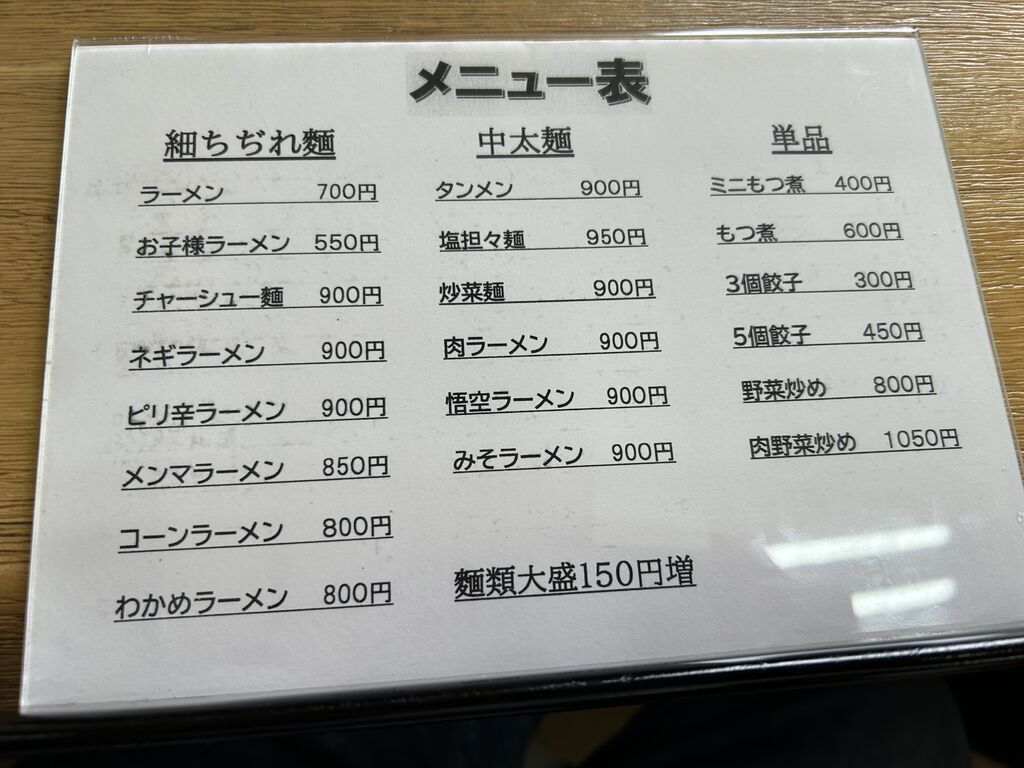 メニュー表
細ちぢれ麵
ラーメン 700円
お子様ラーメン 550円
チャーシュー麵 900円
ネギラーメン 900円
ピリ辛ラーメン 900円
メンマラーメン 850円
コーンラーメン 800円
わかめラーメン 800円
中太麵
タンメン 900円
塩担々麵 950円
炒菜麵 900円
肉ラーメン 900円
悟空ラーメン 900円
みそラーメン 900円
麵類大盛150円増
単品
ミニもつ煮 400円
もつ煮 600円
3個餃子 300円
5個餃子 450円
野菜炒め 800円
肉野菜炒め 1050円